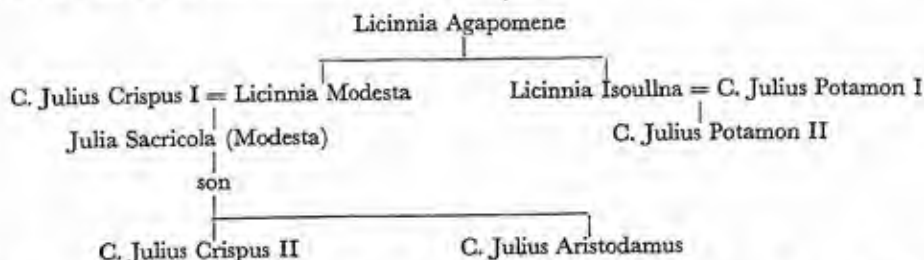 Licinnia Agapomene
C. Julius Crispus I = Licinnia Modesta Licinnia Isoullna = C. Julius Potamon I
Julia Sacricola (Modesta) C. Julius Potamon II
son
C. Julius Crispus II C. Julius Aristodamus